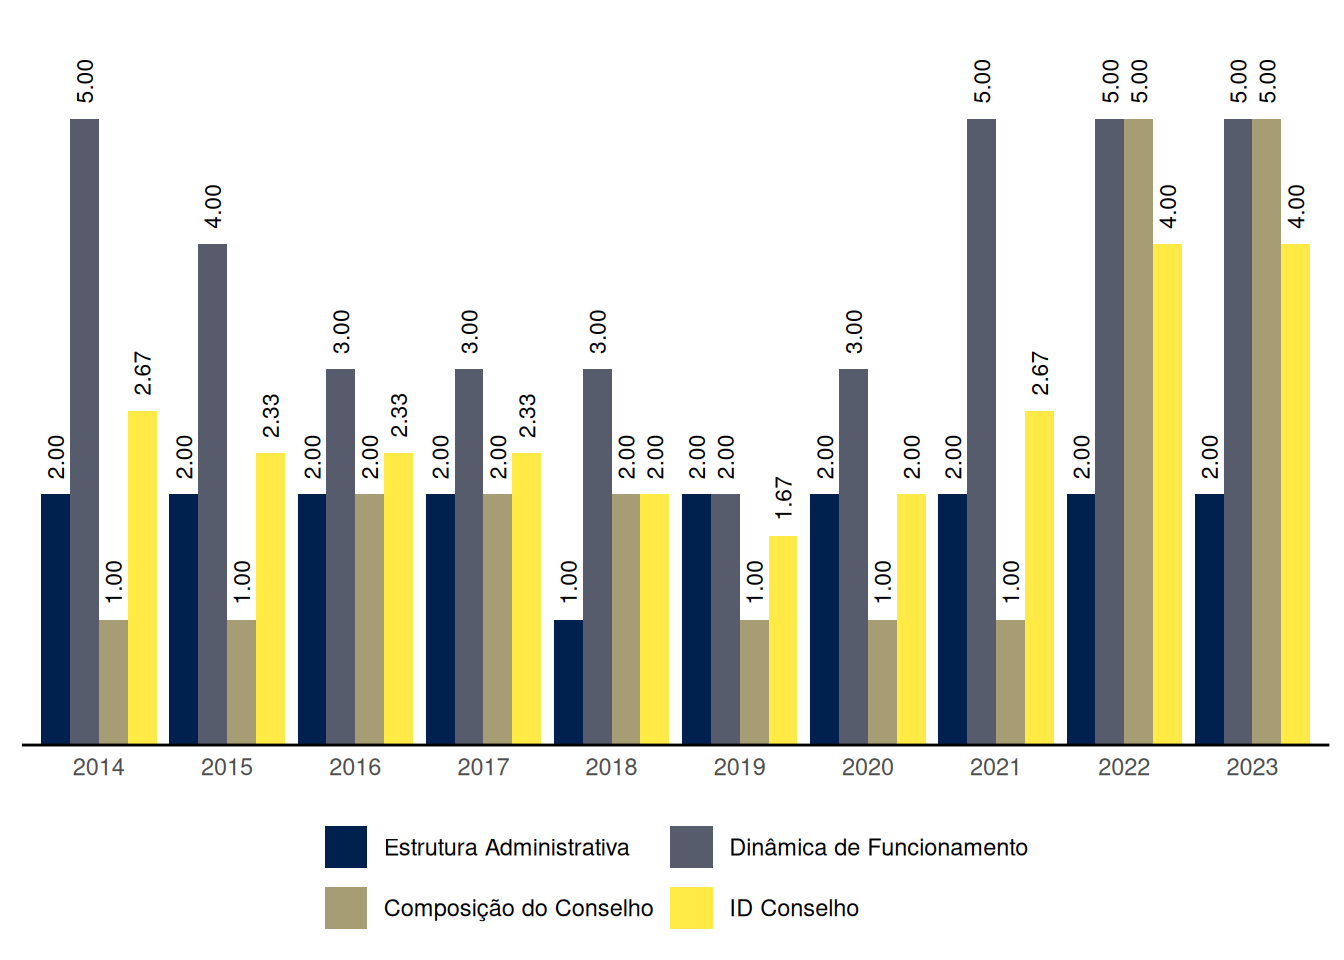 5.00 5.00 5.00 5.00 5.00 5.00
4.00 4.00 4.00
3.00 3.00 3.00 3.00
2.67 2.67
2.33 2.33 2.33
2.00 2.00 2.00 2.00 2.00 2.00 2.00 2.00 2.00 2.00 2.00 2.00 2.00 2.00 2.00
1.67
1.00 1.00 1.00 1.00 1.00 1.00
2014 2015 2016 2017 2018 2019 2020 2021 2022 2023
Estrutura Administrativa Dinâmica de Funcionamento
Composição do Conselho ID Conselho